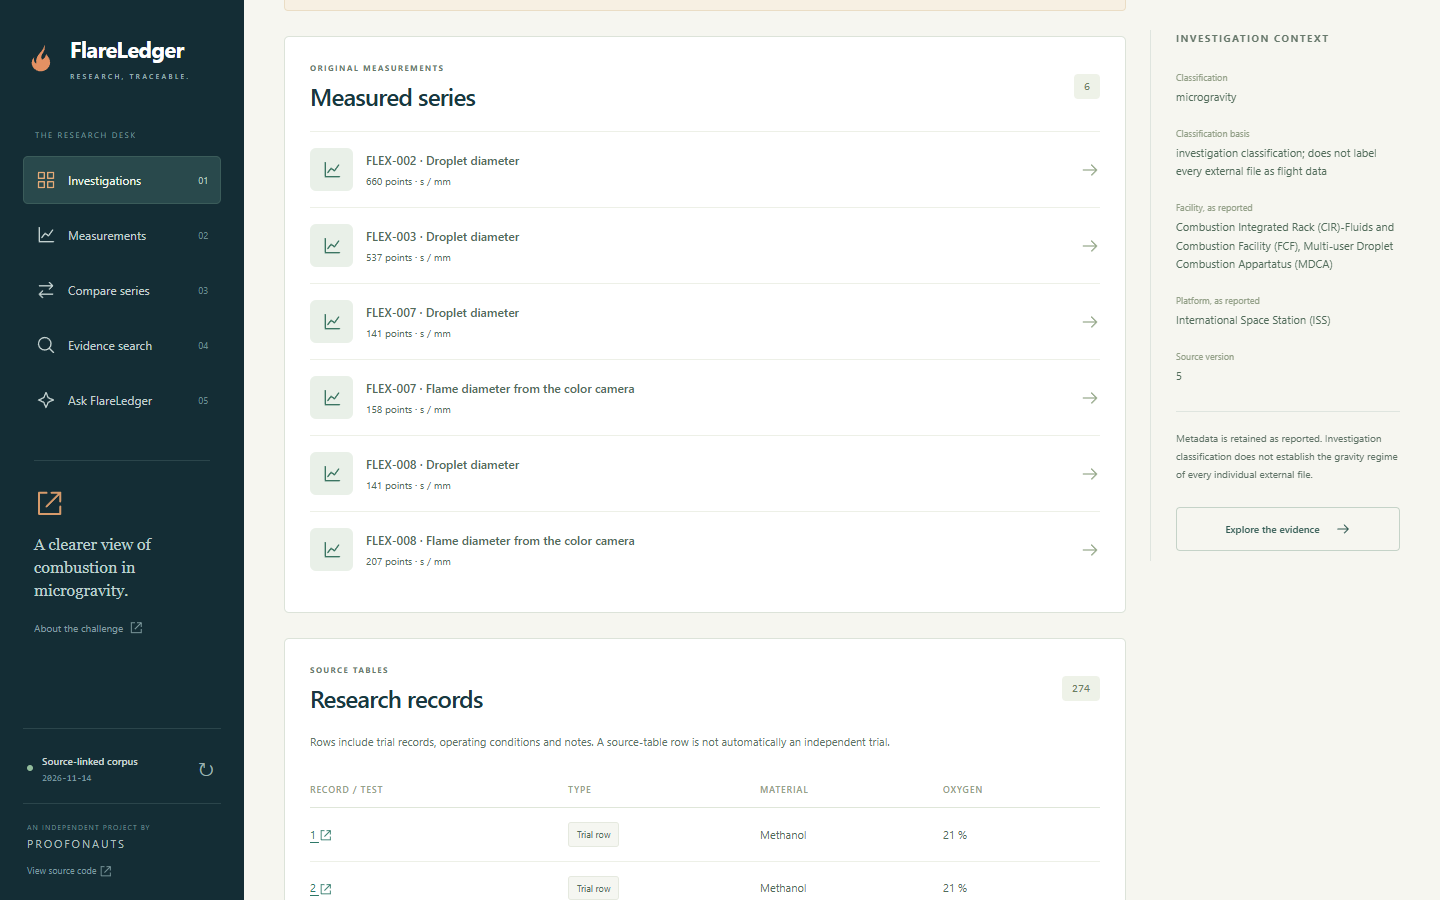 FlareLedger
RESEARCH, TRACEABLE.
THE RESEARCH DESK
Investigations 01
Measurements 02
Compare series 03
Evidence search 04
Ask FlareLedger 05
A clearer view of
combustion in
microgravity.
About the challenge
Source-linked corpus
2026-11-14
AN INDEPENDENT PROJECT BY
PROOFONAUTS
View source code
ORIGINAL MEASUREMENTS
Measured series
6
FLEX-002 · Droplet diameter
660 points · s / mm
FLEX-003 · Droplet diameter
537 points · s / mm
FLEX-007 · Droplet diameter
141 points · s / mm
FLEX-007 · Flame diameter from the color camera
158 points · s / mm
FLEX-008 · Droplet diameter
141 points · s / mm
FLEX-008 · Flame diameter from the color camera
207 points · s / mm
SOURCE TABLES
Research records
274
Rows include trial records, operating conditions and notes. A source-table row is not automatically an independent trial.
RECORD / TEST TYPE MATERIAL OXYGEN
1 Trial row Methanol 21 %
2 Trial row Methanol 21 %
INVESTIGATION CONTEXT
Classification
microgravity
Classification basis
investigation classification; does not label
every external file as flight data
Facility, as reported
Combustion Integrated Rack (CIR)-Fluids and
Combustion Facility (FCF), Multi-user Droplet
Combustion Appartatus (MDCA)
Platform, as reported
International Space Station (ISS)
Source version
5
Metadata is retained as reported. Investigation
classification does not establish the gravity regime
of every individual external file.
Explore the evidence